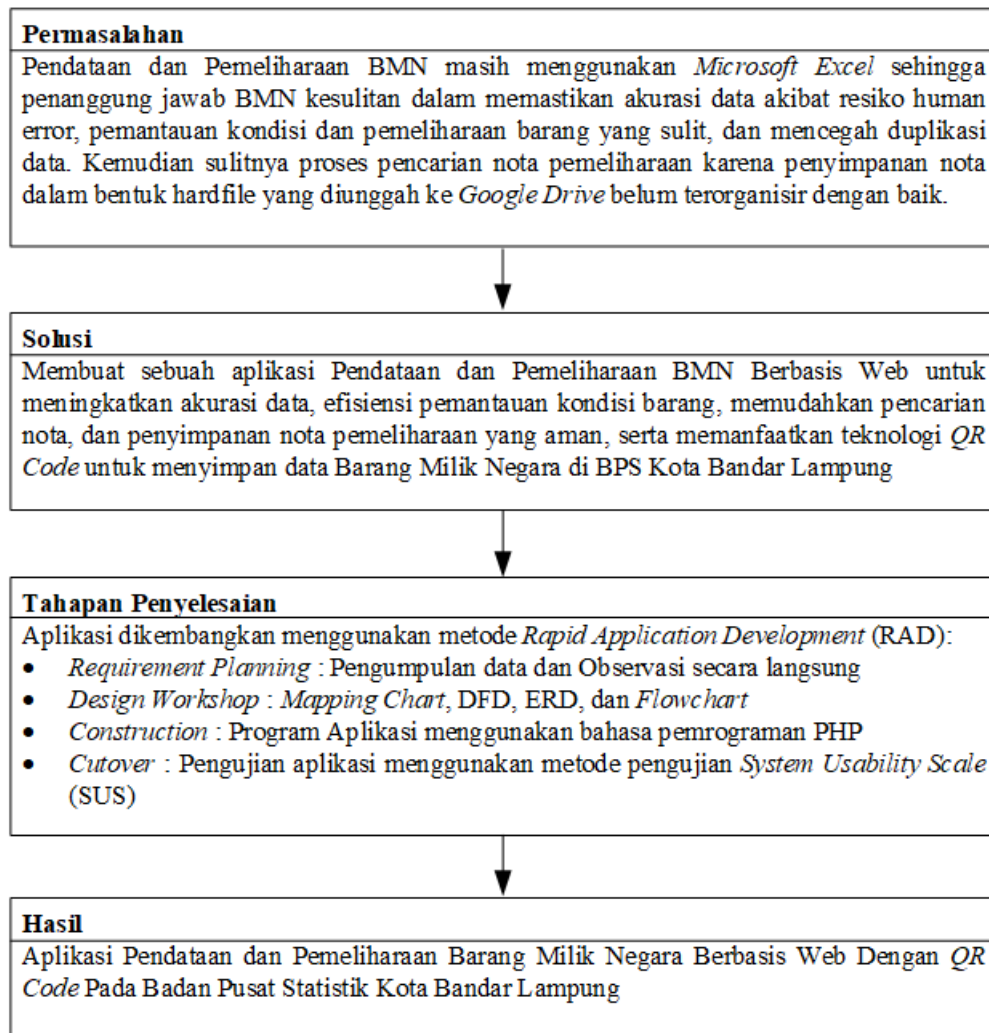 Permasalahan
Pendataan dan Pemeliharaan BMN masih menggunakan Microsoft Excel sehingga
penanggung jawab BMN kesulitan dalam memastikan akurasi data akibat resiko human
error, pemantauan kondisi dan pemeliharaan barang yang sulit, dan mencegah duplikasi
data. Kemudian sulitnya proses pencarian nota pemeliharaan karena penyimpanan nota
dalam bentuk hardfile yang diunggah ke Google Drive belum terorganisir dengan baik.
Solusi
Membuat sebuah aplikasi Pendataan dan Pemeliharaan BMN Berbasis Web untuk
meningkatkan akurasi data, efisiensi pemantauan kondisi barang, memudahkan pencarian
nota, dan penyimpanan nota pemeliharaan yang aman, serta memanfaatkan teknologi QR
Code untuk menyimpan data Barang Milik Negara di BPS Kota Bandar Lampung
Tahapan Penyelesaian
Aplikasi dikembangkan menggunakan metode Rapid Application Development (RAD):
• Requirement Planning : Pengumpulan data dan Observasi secara langsung
• Design Workshop : Mapping Chart, DFD, ERD, dan Flowchart
• Construction : Program Aplikasi menggunakan bahasa pemrograman PHP
• Cutover : Pengujian aplikasi menggunakan metode pengujian System Usability Scale
(SUS)
Hasil
Aplikasi Pendataan dan Pemeliharaan Barang Milik Negara Berbasis Web Dengan QR
Code Pada Badan Pusat Statistik Kota Bandar Lampung